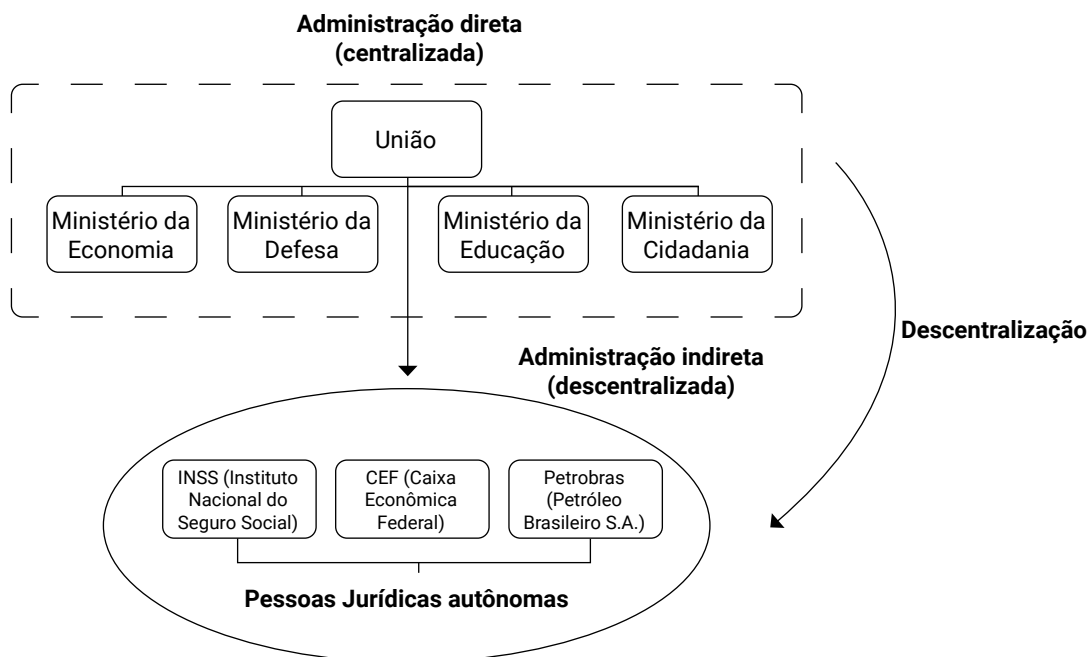 Administração direta
(centralizada)
União
Ministério da
Economia
Ministério da
Defesa
Ministério da
Educação
Ministério da
Cidadania
Descentralização
Administração indireta
(descentralizada)
INSS (Instituto
Nacional do
Seguro Social)
CEF (Caixa
Econômica
Federal)
Petrobras
(Petróleo
Brasileiro S.A.)
Pessoas Jurídicas autônomas